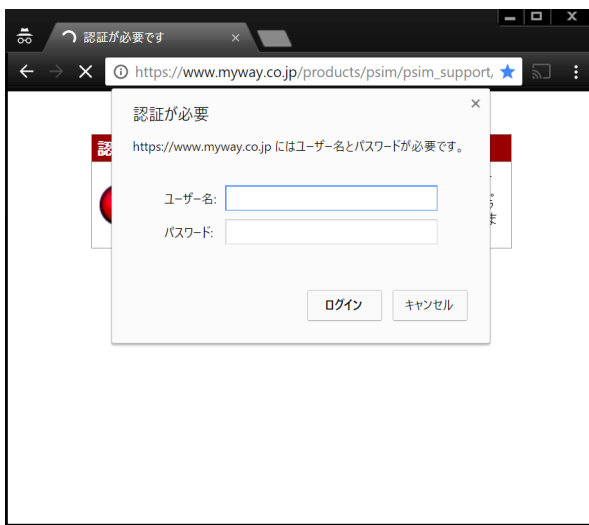 認証が必要です
https://www.myway.co.jp/products/psim/psim_support,
認証が必要
https://www.myway.co.jp にはユーザー名とパスワードが必要です。
ユーザー名:
パスワード:
ログイン
キャンセル
認